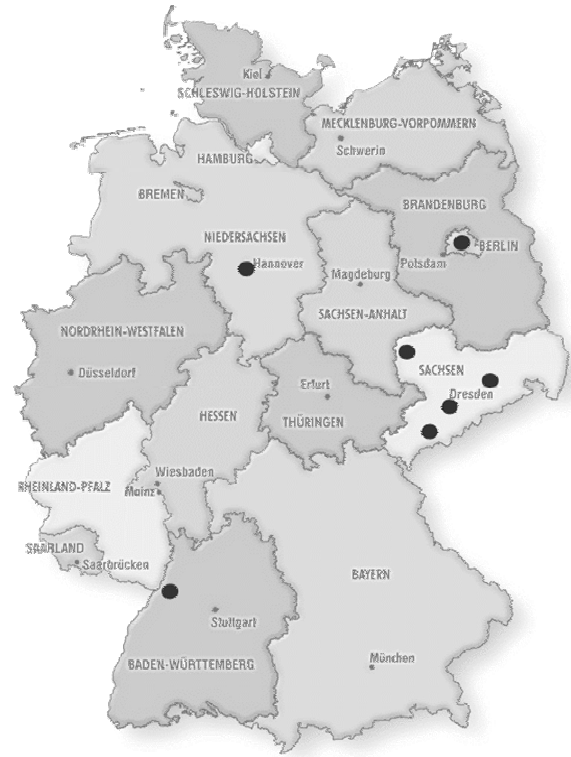 Kiel
SCHLESWIG-HOLSTEIN
MECKLENBURG-VORPOMMERN
Schwerin
HAMBURG
BREMEN
BRANDENBURG
NIEDERSACHSEN
BERLIN
Hannover
Potsdam
Magdeburg
SACHSEN-ANHALT
NORDRHEIN-WESTFALEN
Düsseldorf
SACHSEN
Erfurt
Dresden
HESSEN
THÜRINGEN
Wiesbaden
RHEINLAND-PFALZ
Mainz
SAARLAND
Saarbrücken
BAYERN
Stuttgart
München
BADEN-WÜRTTEMBERG